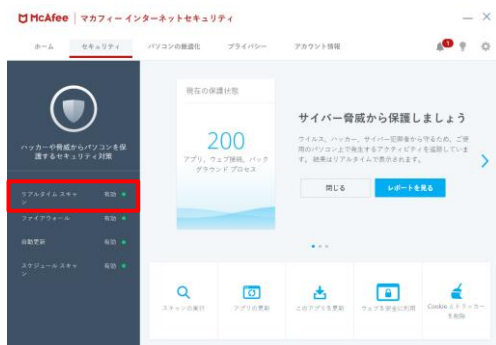 McAfee | マカフィー インターネットセキュリティ
ホーム セキュリティ パソコンの最適化 プライバシー アカウント情報
1
ハッカーや脅威からパソコンを保
護するセキュリティ対策
リアルタイム スキャ
ン
有効
ファイアウォール 有効
自動更新 有効
スケジュール スキャ
ン
有効
現在の保護状態
200
アプリ、ウェブ接続、バック
グラウンド プロセス
サイバー脅威から保護しましょう
ウイルス、ハッカー、サイバー犯罪者から守るため、ご使
用のパソコン上で発生するアクティビティを追跡していま
す。結果はリアルタイムで表示されます。
閉じる レポートを見る
スキャンの実行
アプリの更新
このアプリを更新
ウェブを安全に利用
Cookie とトラッカー
を削除